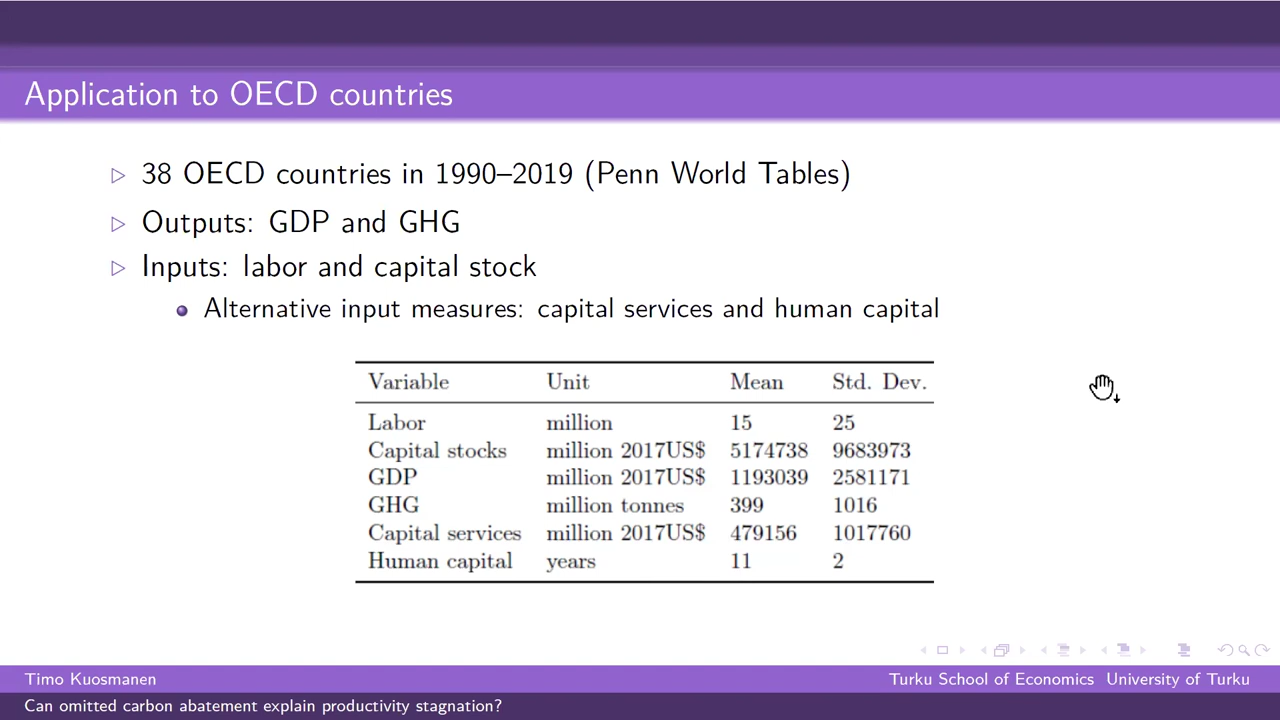 Application to OECD countries
38 OECD countries in 1990–2019 (Penn World Tables)
Outputs: GDP and GHG
Inputs: labor and capital stock
Alternative input measures: capital services and human capital
Variable Unit Mean Std. Dev.
Labor million 15 25
Capital stocks million 2017US$ 5174738 9683973
GDP million 2017US$ 1193039 2581171
GHG million tonnes 399 1016
Capital services million 2017US$ 479156 1017760
Human capital years 11 2
Timo Kuosmanen Turku School of Economics University of Turku
Can omitted carbon abatement explain productivity stagnation?